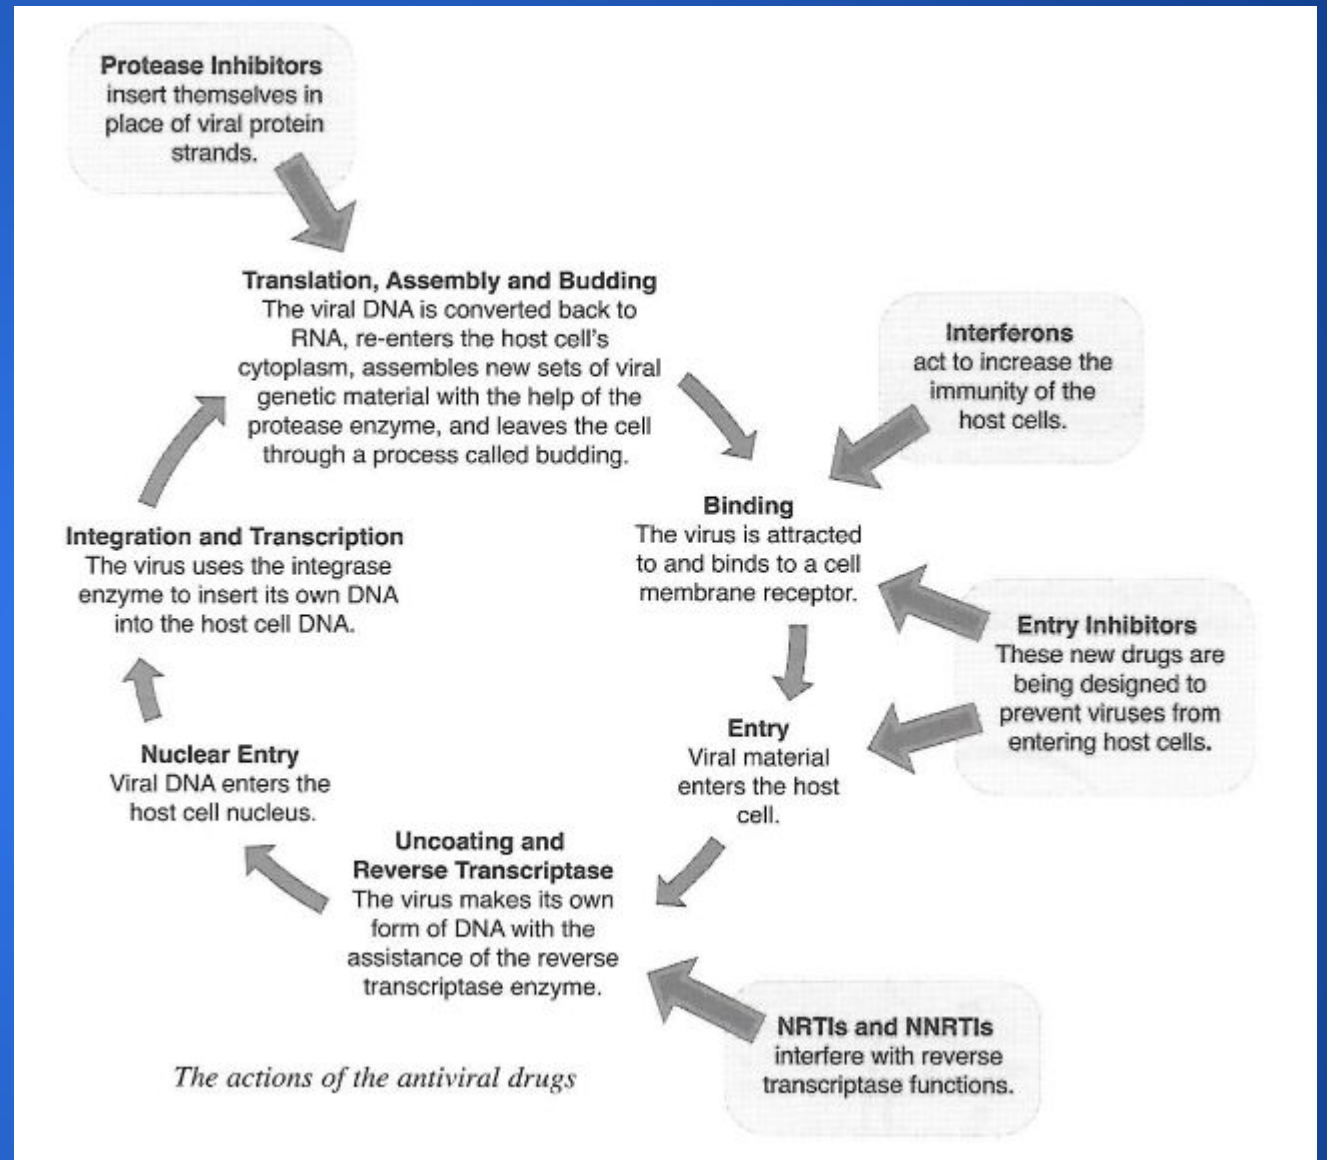 Protease Inhibitors
insert themselves in
place of viral protein
strands.
Translation, Assembly and Budding
The viral DNA is converted back to
RNA, re-enters the host cell's
cytoplasm, assembles new sets of viral
genetic material with the help of the
protease enzyme, and leaves the cell
through a process called budding.
Interferons
act to increase the
immunity of the
host cells.
Binding
The virus is attracted
to and binds to a cell
membrane receptor.
Entry Inhibitors
These new drugs are
being designed to
prevent viruses from
entering host cells.
Entry
Viral material
enters the host
cell.
Uncoating and
Reverse Transcriptase
The virus makes its own
form of DNA with the
assistance of the reverse
transcriptase enzyme.
NRTIs and NNRTIs
interfere with reverse
transcriptase functions.
Nuclear Entry
Viral DNA enters the
host cell nucleus.
Integration and Transcription
The virus uses the integrase
enzyme to insert its own DNA
into the host cell DNA.
The actions of the antiviral drugs